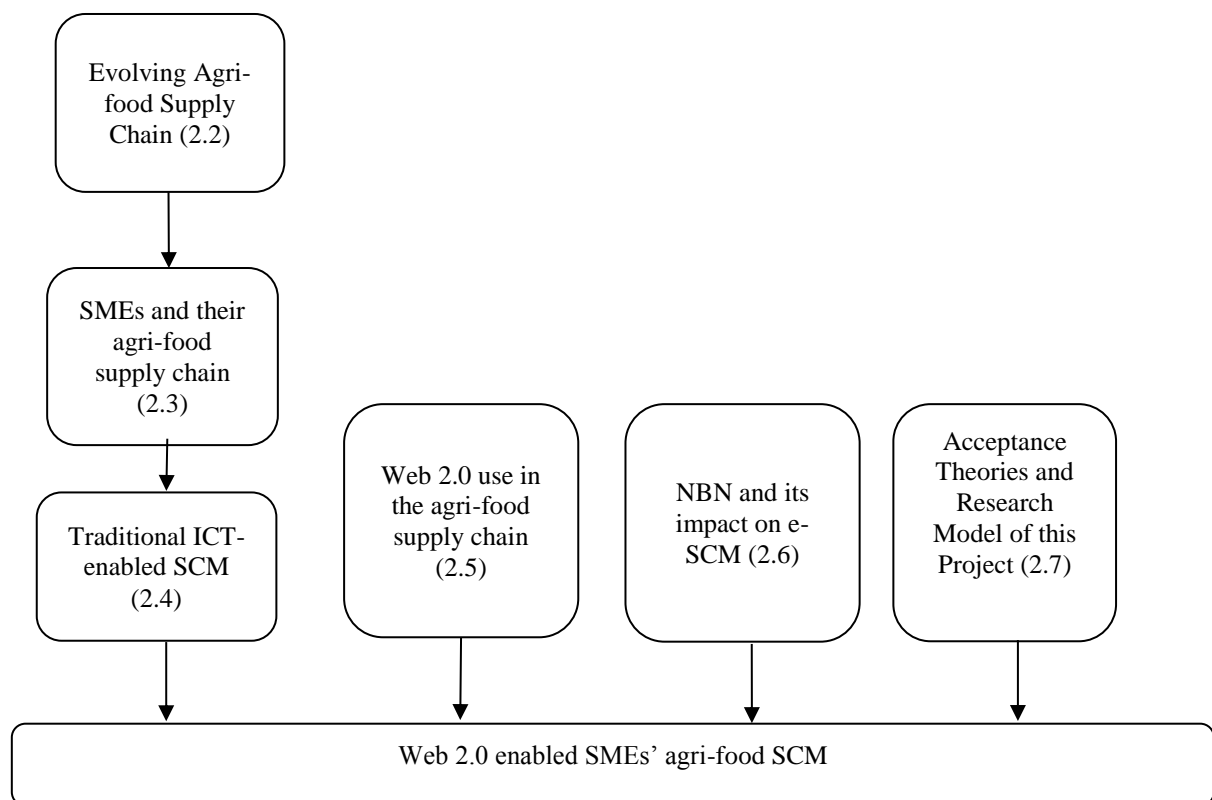 Evolving Agri-
food Supply
Chain (2.2)
SMEs and their
agri-food
supply chain
(2.3)
Traditional ICT-
enabled SCM
(2.4)
Web 2.0 use in
the agri-food
supply chain
(2.5)
NBN and its
impact on e-
SCM (2.6)
Acceptance
Theories and
Research
Model of this
Project (2.7)
Web 2.0 enabled SMEs’ agri-food SCM